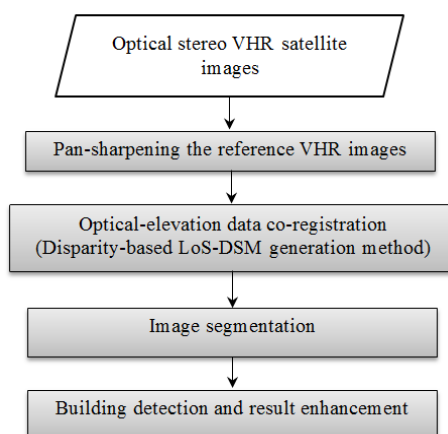 Optical stereo VHR satellite
images
Pan-sharpening the reference VHR images
Optical-elevation data co-registration
(Disparity-based LoS-DSM generation method)
Image segmentation
Building detection and result enhancement